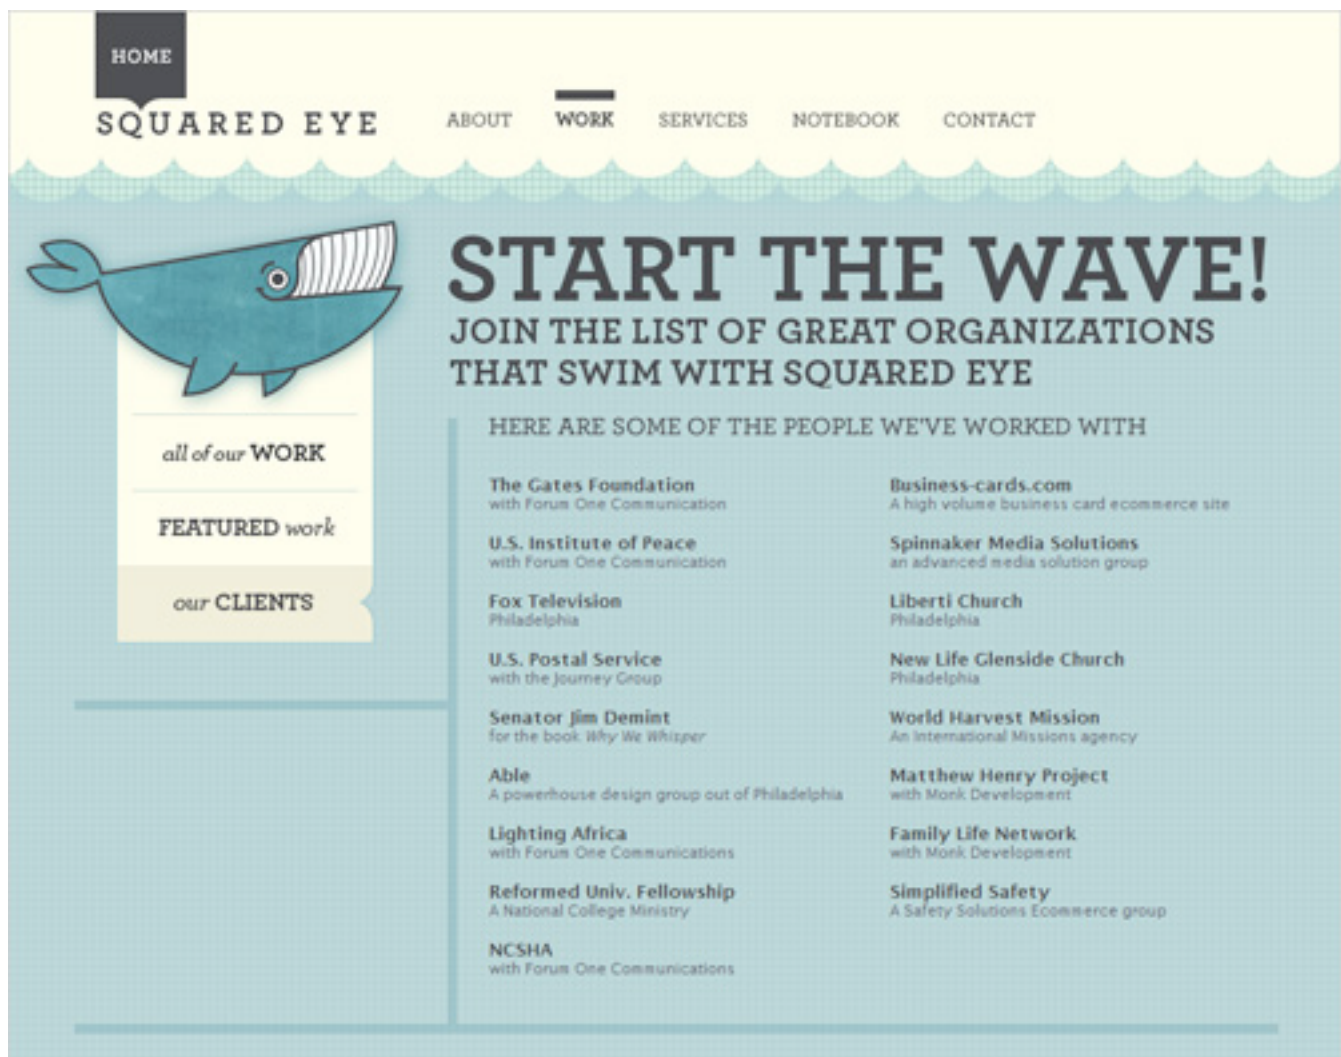 HOME
SQUARED EYE
ABOUT
WORK
SERVICES
NOTEBOOK
CONTACT
START THE WAVE!
JOIN THE LIST OF GREAT ORGANIZATIONS
THAT SWIM WITH SQUARED EYE
all of our WORK
FEATURED work
our CLIENTS
HERE ARE SOME OF THE PEOPLE WE'VE WORKED WITH
The Gates Foundation
with Forum One Communication
U.S. Institute of Peace
with Forum One Communication
Fox Television
Philadelphia
U.S. Postal Service
with the Journey Group
Senator Jim Demint
for the book Why We Whisper
Able
A powerhouse design group out of Philadelphia
Lighting Africa
with Forum One Communications
Reformed Univ. Fellowship
A National College Ministry
NCSHA
with Forum One Communications
Business-cards.com
A high volume business card ecommerce site
Spinnaker Media Solutions
an advanced media solution group
Liberti Church
Philadelphia
New Life Glenside Church
Philadelphia
World Harvest Mission
An International Missions agency
Matthew Henry Project
with Monk Development
Family Life Network
with Monk Development
Simplified Safety
A Safety Solutions Ecommerce group